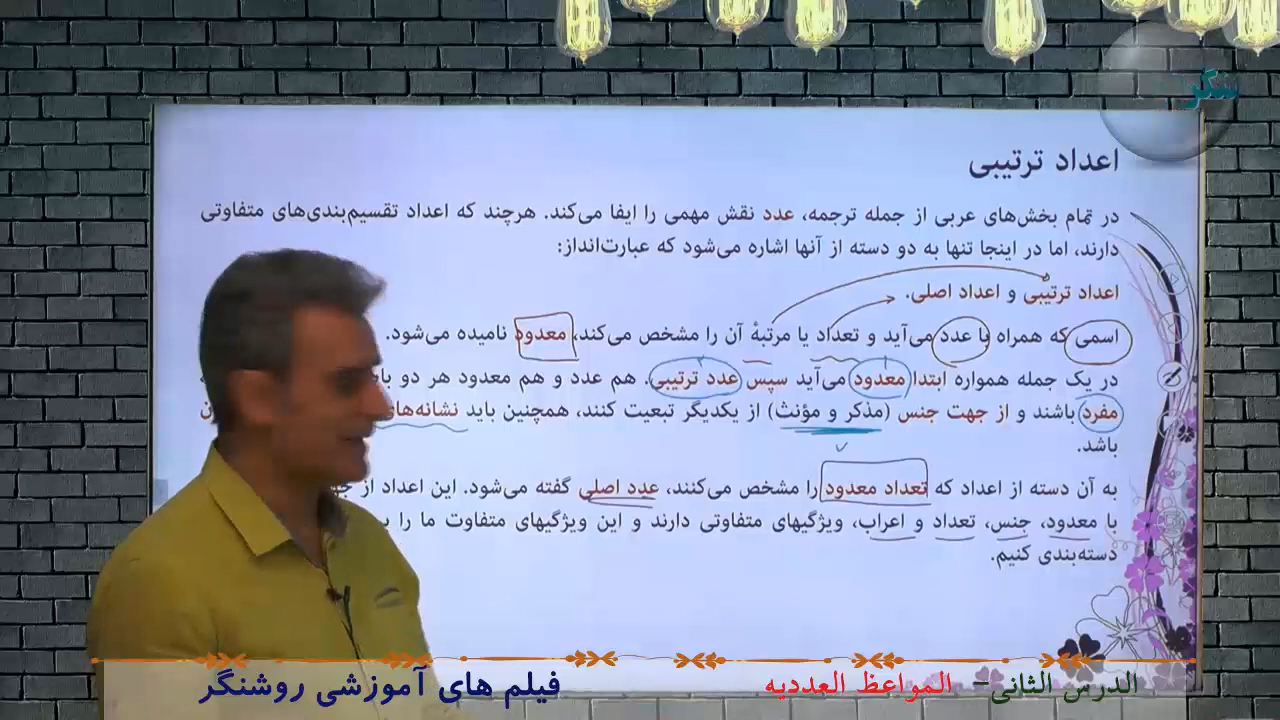 اعداد ترتیبی
در تمام بخش‌های عربی از جمله ترجمه، عدد نقش مهمی را ایفا می‌کند. هرچند که اعداد تقسیم‌بندی‌های متفاوتی
دارند، اما در اینجا تنها به دو دسته از آنها اشاره می‌شود که عبارت‌انداز:
اعداد ترتیبی و اعداد اصلی.
اسمی که همراه با عدد می‌آید و تعداد یا مرتبهٔ آن را مشخص می‌کند، معدود نامیده می‌شود.
در یک جمله همواره ابتدا معدود می‌آید سپس عدد ترتیبی. هم عدد و هم معدود هر دو
مفرد باشند و از جهت جنس (مذکر و مؤنث) از یکدیگر تبعیت کنند، همچنین باید
باشد.
به آن دسته از اعداد که تعداد معدود را مشخص می‌کنند، عدد اصلی گفته می‌شود. این اعداد از
با معدود، جنس، تعداد و اعراب، ویژگیهای متفاوتی دارند و این ویژگیهای متفاوت ما را
دسته‌بندی کنیم.
الدرس الثانی- المواعظ العددیه
فیلم های آموزشی روشنگر